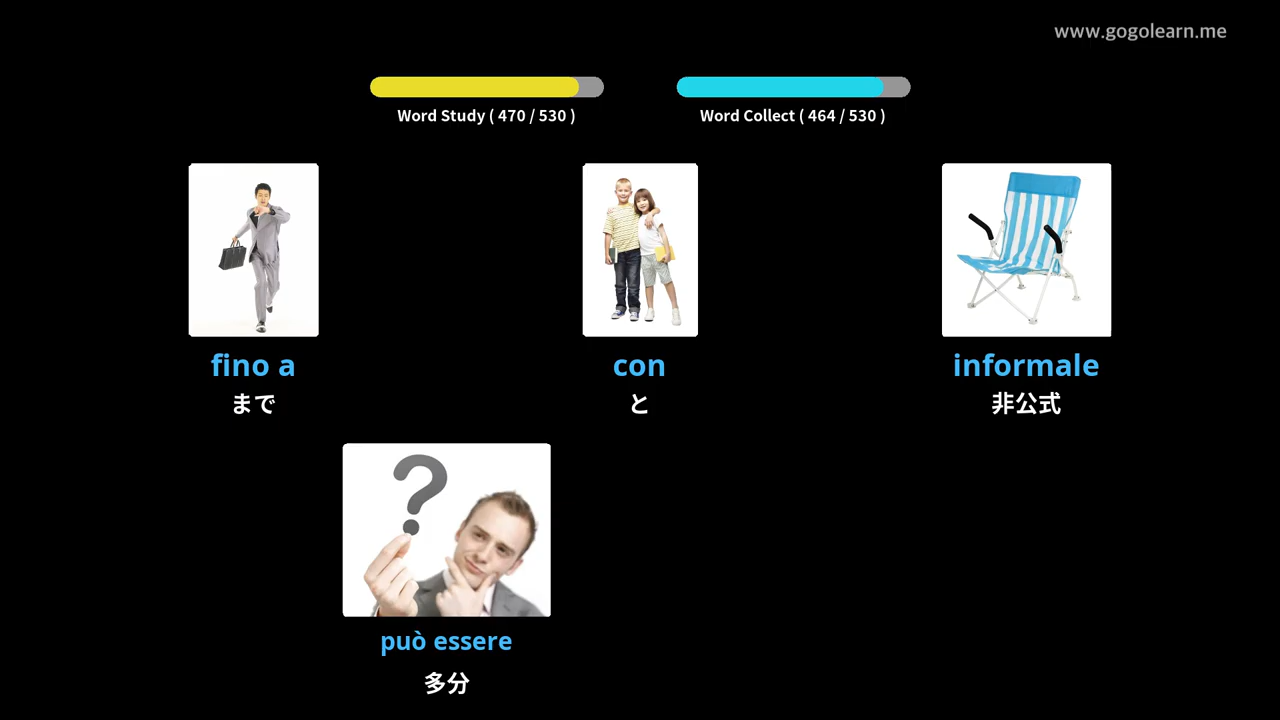 www.gogolearn.me
Word Study ( 470 / 530 )
Word Collect ( 464 / 530 )
fino a
まで
con
と
informale
非公式
?
può essere
多分